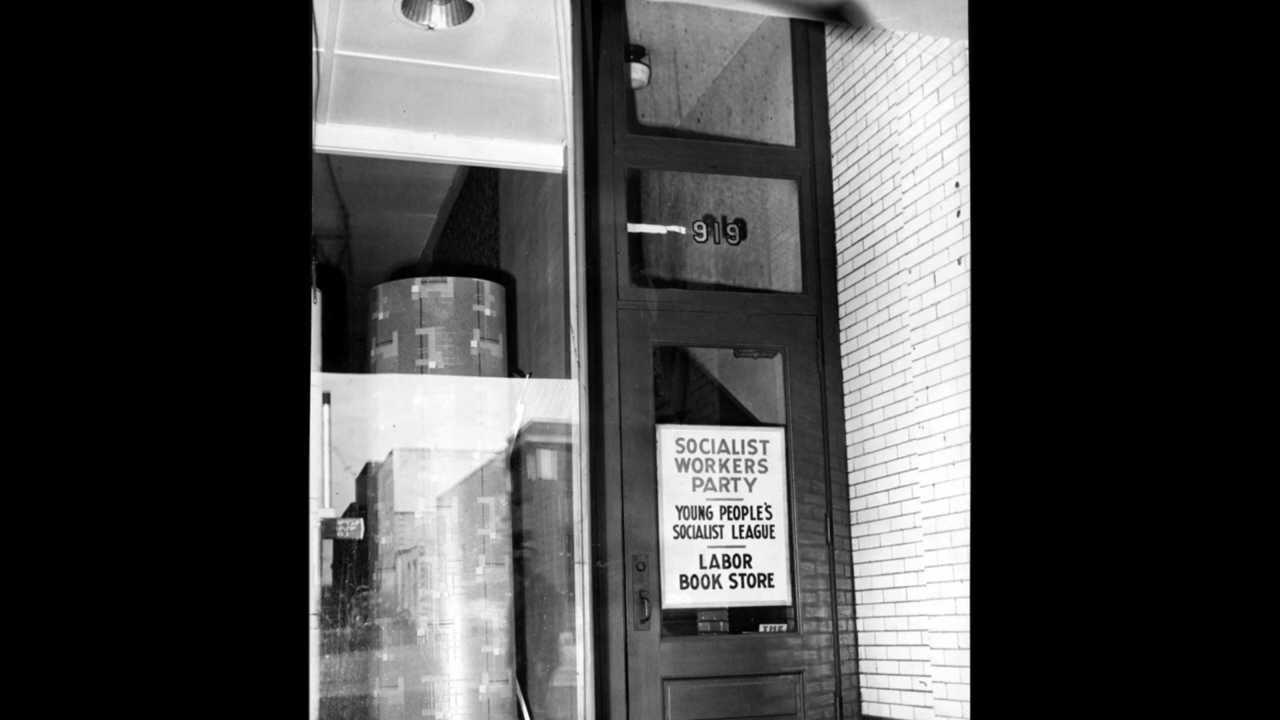 919
SOCIALIST
WORKERS
PARTY
YOUNG PEOPLE'S
SOCIALIST LEAGUE
LABOR
BOOK STORE
THE